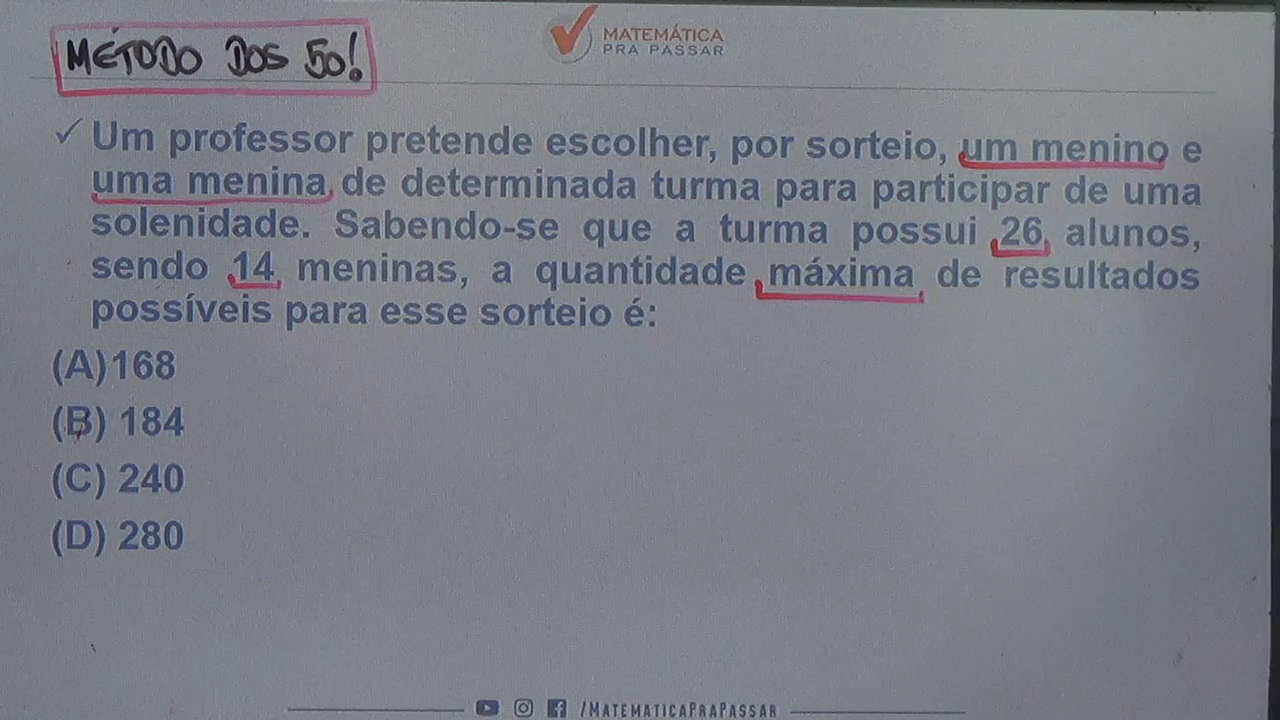 MÉTODO DOS 50!
MATEMÁTICA
PRA PASSAR
✓ Um professor pretende escolher, por sorteio, um menino e
uma menina de determinada turma para participar de uma
solenidade. Sabendo-se que a turma possui 26 alunos,
sendo 14 meninas, a quantidade máxima de resultados
possíveis para esse sorteio é:
(A)168
(B) 184
(C) 240
(D) 280
/MATEMATICAPRAPASSAR